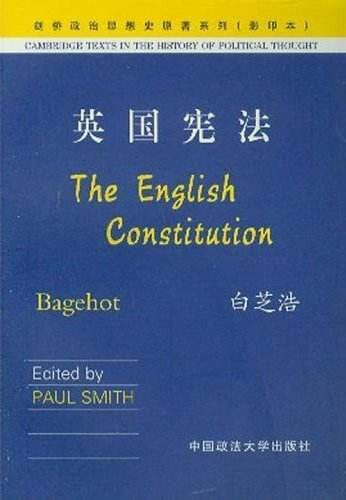 剑桥政治思想史原著系列(影印本)
CAMBRIDGE TEXTS IN THE HISTORY OF POLITICAL THOUGHT
英国宪法
The English
Constitution
Bagehot 白芝浩
Edited by
PAUL SMITH
中国政法大学出版社